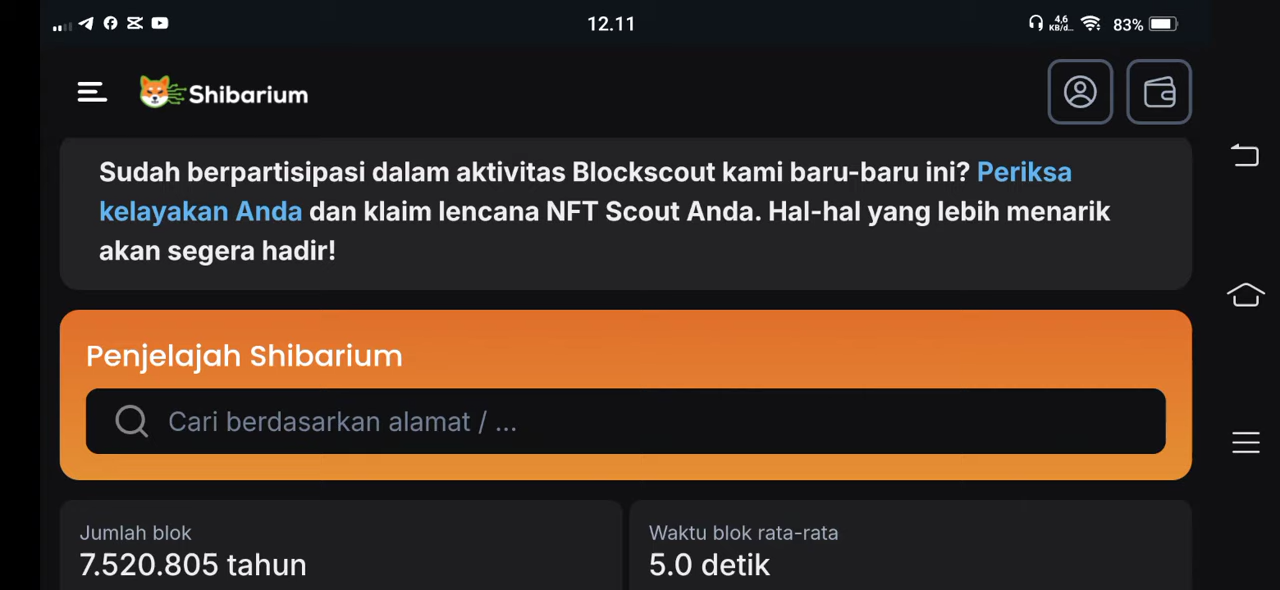 12.11
4,6
KB/d...
83%
Shibarium
Sudah berpartisipasi dalam aktivitas Blockscout kami baru-baru ini? Periksa
kelayakan Anda dan klaim lencana NFT Scout Anda. Hal-hal yang lebih menarik
akan segera hadir!
Penjelajah Shibarium
Cari berdasarkan alamat / ...
Jumlah blok
7.520.805 tahun
Waktu blok rata-rata
5.0 detik